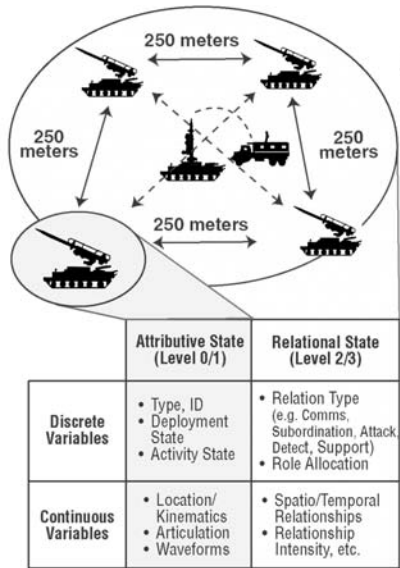 250 meters
250
meters
250
meters
250 meters
Attributive State
(Level 0/1)
Relational State
(Level 2/3)
Discrete
Variables
• Type, ID
• Deployment
State
• Activity State
• Relation Type
(e.g. Comms,
Subordination, Attack,
Detect, Support)
• Role Allocation
Continuous
Variables
• Location/
Kinematics
• Articulation
• Waveforms
• Spatio/Temporal
Relationships
• Relationship
Intensity, etc.